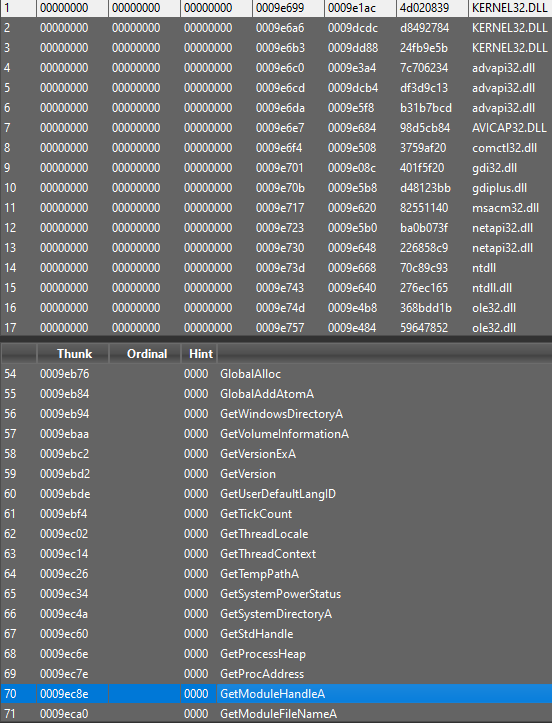 1 00000000 00000000 00000000 0009e699 0009e1ac 4d020839 KERNEL32.DLL
2 00000000 00000000 00000000 0009e6a6 0009dcdc d8492784 KERNEL32.DLL
3 00000000 00000000 00000000 0009e6b3 0009dd88 24fb9e5b KERNEL32.DLL
4 00000000 00000000 00000000 0009e6c0 0009e3a4 7c706234 advapi32.dll
5 00000000 00000000 00000000 0009e6cd 0009dcb4 df3d9c13 advapi32.dll
6 00000000 00000000 00000000 0009e6da 0009e5f8 b31b7bcd advapi32.dll
7 00000000 00000000 00000000 0009e6e7 0009e684 98d5cb84 AVICAP32.DLL
8 00000000 00000000 00000000 0009e6f4 0009e508 3759af20 comctl32.dll
9 00000000 00000000 00000000 0009e701 0009e08c 401f5f20 gdi32.dll
10 00000000 00000000 00000000 0009e70b 0009e5b8 d48123bb gdiplus.dll
11 00000000 00000000 00000000 0009e717 0009e620 82551140 msacm32.dll
12 00000000 00000000 00000000 0009e723 0009e5b0 ba0b073f netapi32.dll
13 00000000 00000000 00000000 0009e730 0009e648 226858c9 netapi32.dll
14 00000000 00000000 00000000 0009e73d 0009e668 70c89c93 ntdll
15 00000000 00000000 00000000 0009e743 0009e640 276ec165 ntdll.dll
16 00000000 00000000 00000000 0009e74d 0009e4b8 368bdd1b ole32.dll
17 00000000 00000000 00000000 0009e757 0009e484 59647852 ole32.dll
Thunk Ordinal Hint
54 0009eb76 0000 GlobalAlloc
55 0009eb84 0000 GlobalAddAtomA
56 0009eb94 0000 GetWindowsDirectoryA
57 0009ebaa 0000 GetVolumeInformationA
58 0009ebc2 0000 GetVersionExA
59 0009ebd2 0000 GetVersion
60 0009ebde 0000 GetUserDefaultLangID
61 0009ebf4 0000 GetTickCount
62 0009ec02 0000 GetThreadLocale
63 0009ec14 0000 GetThreadContext
64 0009ec26 0000 GetTempPathA
65 0009ec34 0000 GetSystemPowerStatus
66 0009ec4a 0000 GetSystemDirectoryA
67 0009ec60 0000 GetStdHandle
68 0009ec6e 0000 GetProcessHeap
69 0009ec7e 0000 GetProcAddress
70 0009ec8e 0000 GetModuleHandleA
71 0009eca0 0000 GetModuleFileNameA